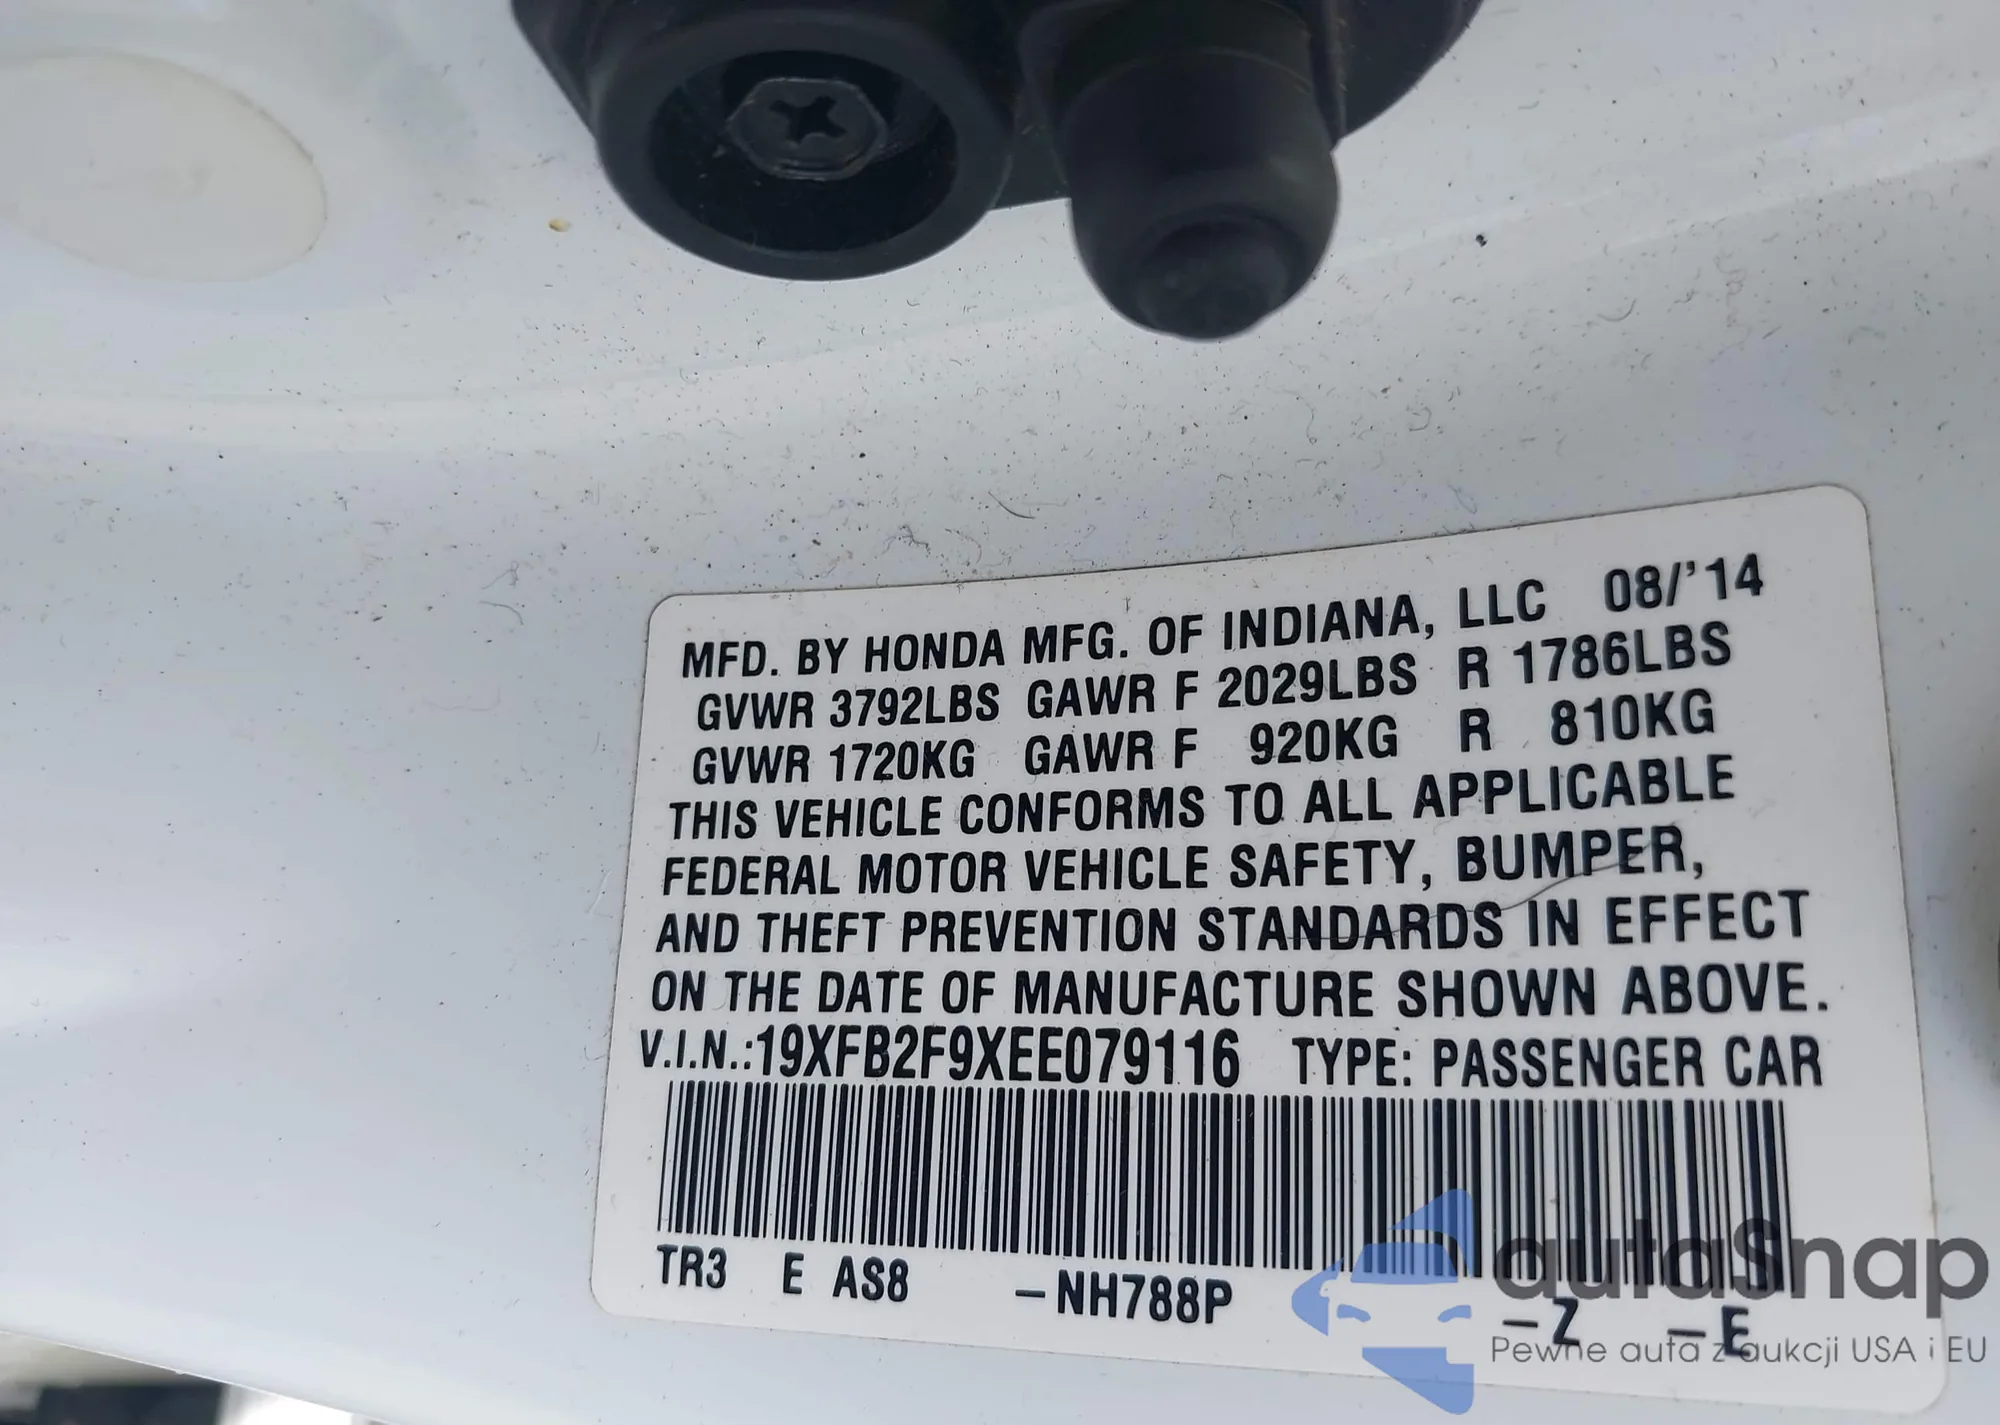 MFD. BY HONDA MFG. OF INDIANA, LLC 08/'14
GVWR 3792LBS GAWR F 2029LBS R 1786LBS
GVWR 1720KG GAWR F 920KG R 810KG
THIS VEHICLE CONFORMS TO ALL APPLICABLE
FEDERAL MOTOR VEHICLE SAFETY, BUMPER,
AND THEFT PREVENTION STANDARDS IN EFFECT
ON THE DATE OF MANUFACTURE SHOWN ABOVE.
V.I.N.:19XFB2F9XEE079116 TYPE: PASSENGER CAR
TR3 E AS8 –NH788P –Z –E
autaSnap
Pewne auta z aukcji USA i EU